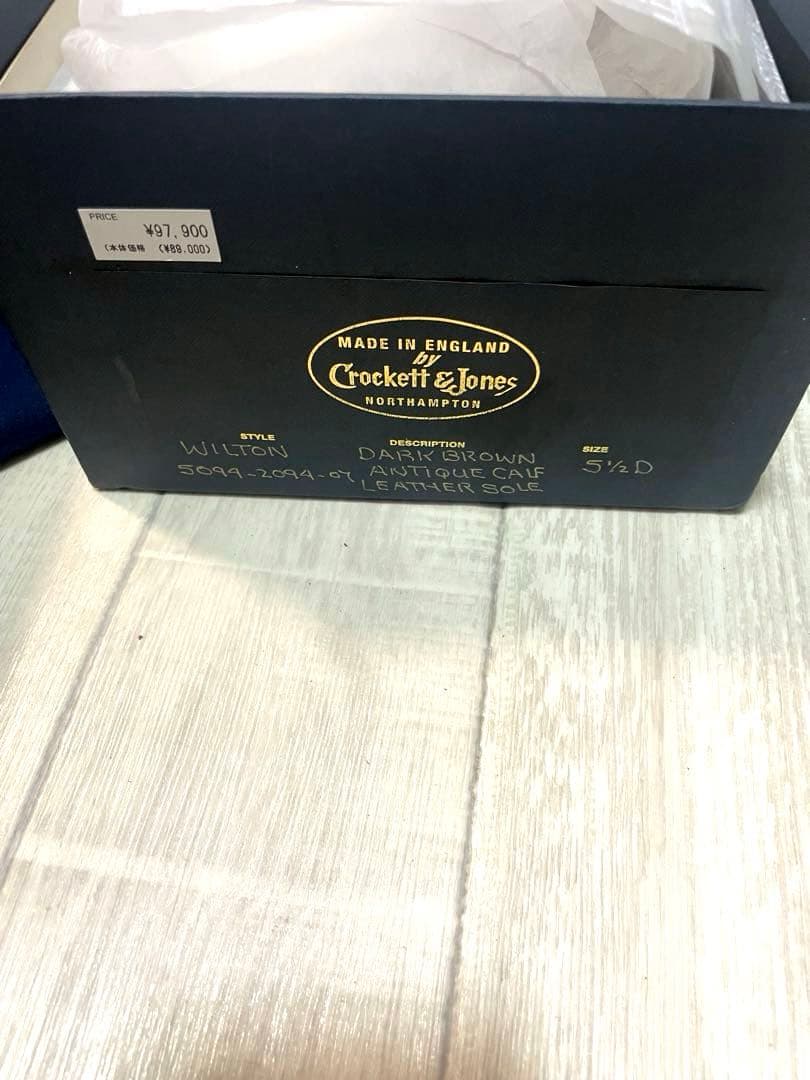 PRICE
¥97,900
(本体価格 (¥89,000)
MADE IN ENGLAND
by
Crockett & Jones
NORTHAMPTON
STYLE
WILTON
5094-2094-07
DESCRIPTION
DARK BROWN
ANTIQUE CALF
LEATHER SOLE
SIZE
5½ D